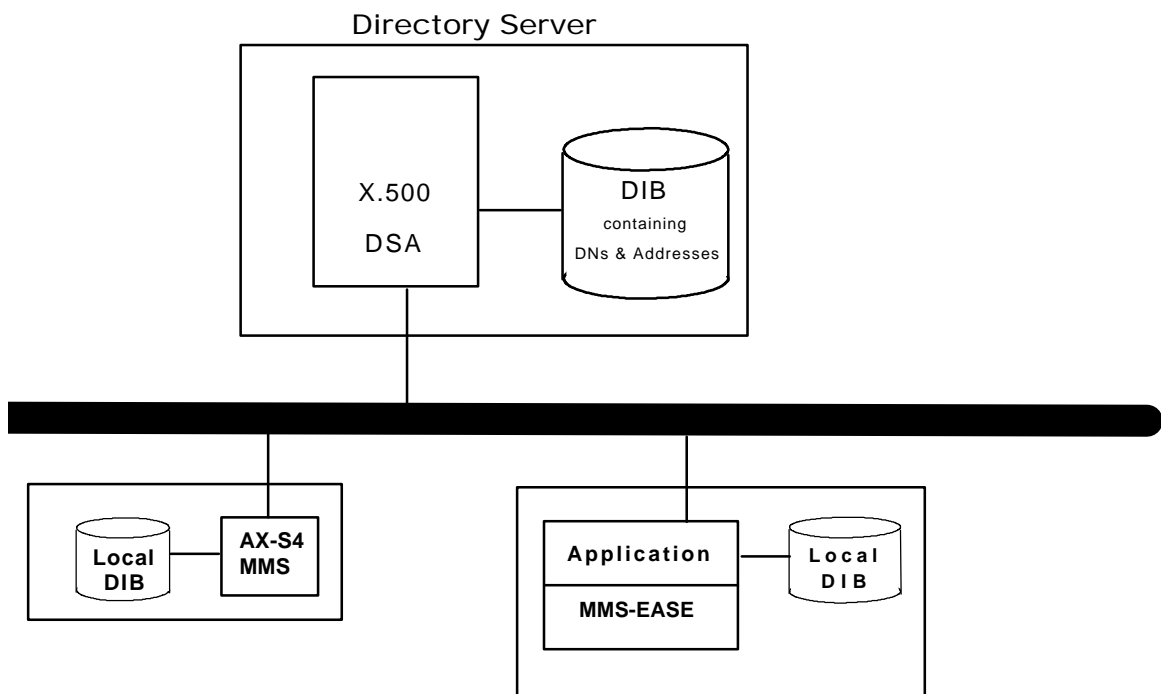 Directory Server
X.500
DSA
DIB
containing
DNs & Addresses
Local
DIB
AX-S4
MMS
Application
MMS-EASE
Local
DIB